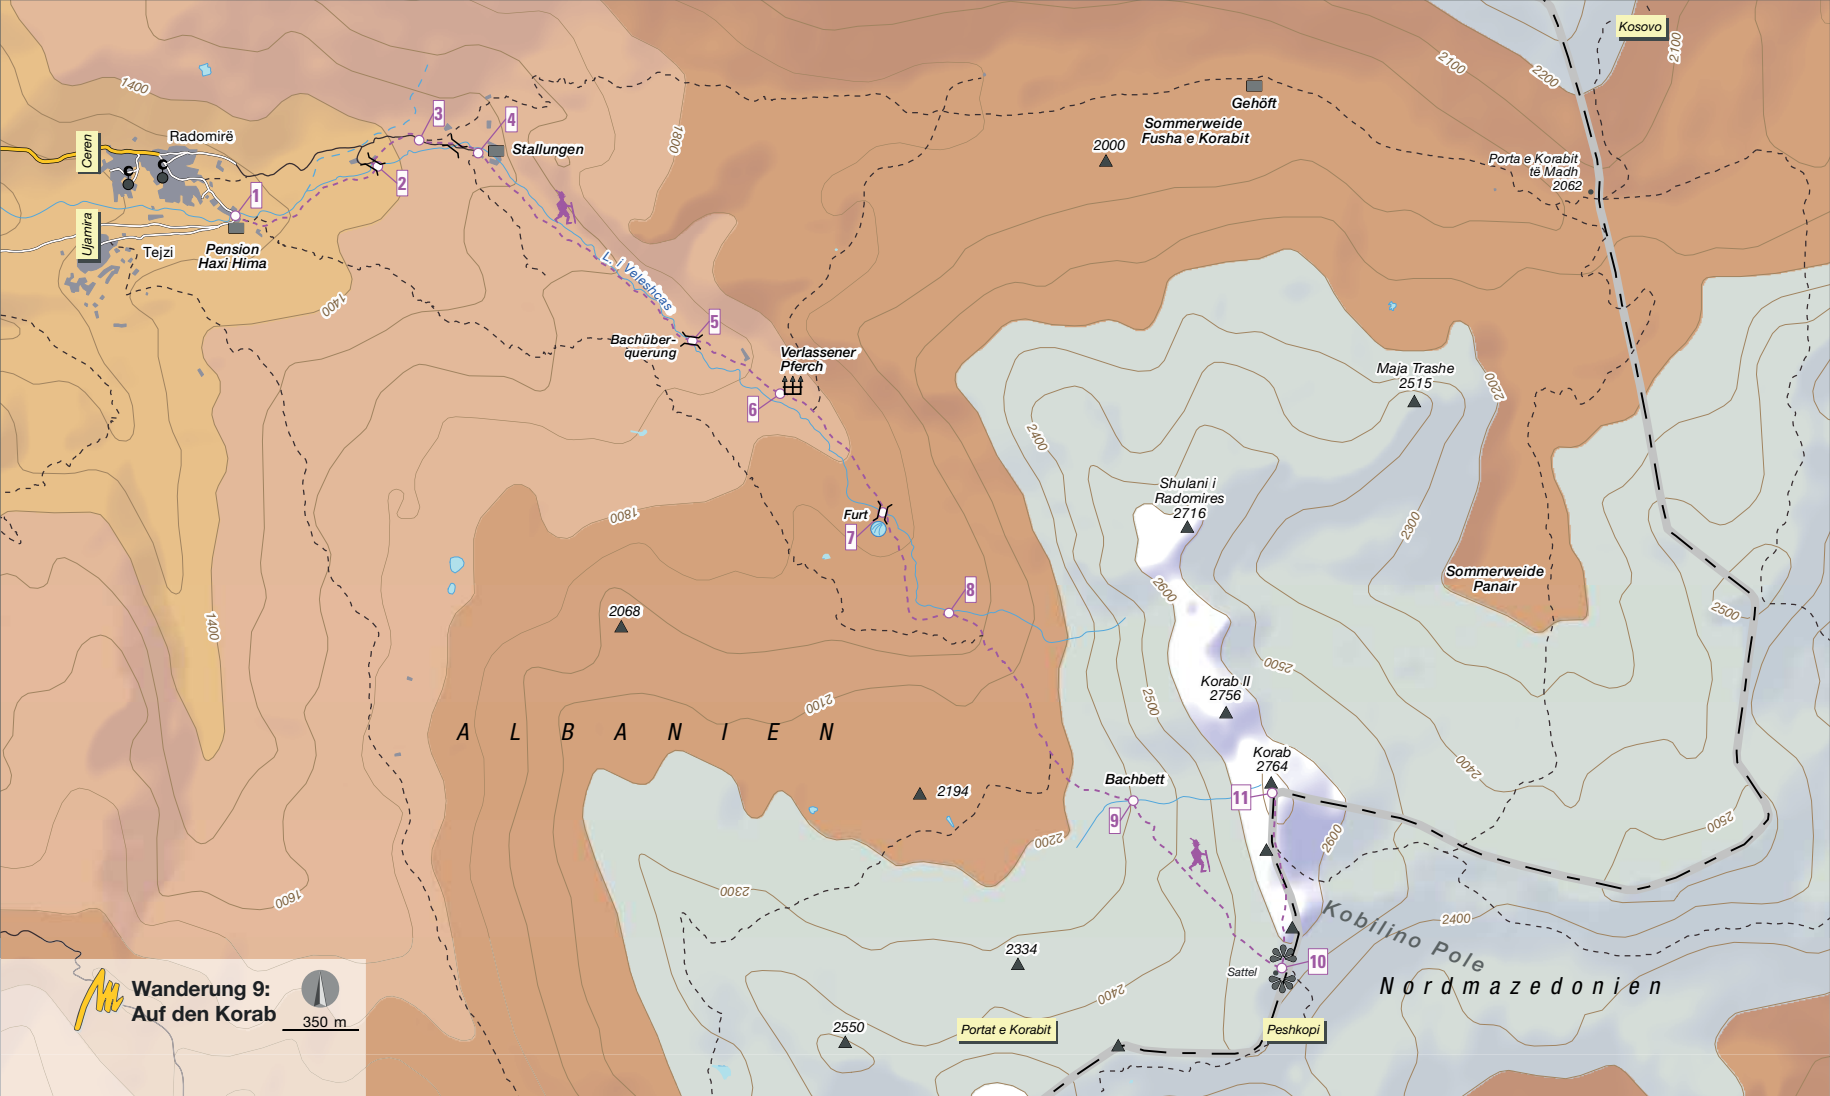 Kosovo
1400
2100
2200
2100
Gehöft
Sommerweide
Fusha e Korabit
3
4
Radomirë
Ceren
Stallungen
1800
2000
Porta e Korabit
të Madh
2062
2
1
Ujamira
Tejzi
Pension
Haxi Hima
L. i Veleshcas
1400
5
Bachüber-
querung
Verlassener
Pferch
6
Maja Trashe
2515
2200
2400
Shulani i
Radomires
2716
1800
Furt
7
2300
Sommerweide
Panair
2600
8
2500
2068
1400
2500
Korab II
2756
2500
2100
ALBANIEN
Korab
2764
2400
Bachbett
2194
11
9
2500
2200
2600
2300
1600
Kobilino Pole
2400
2334
Sattel
10
Nordmazedonien
2400
Wanderung 9:
Auf den Korab
350 m
2550
Portat e Korabit
Peshkopi